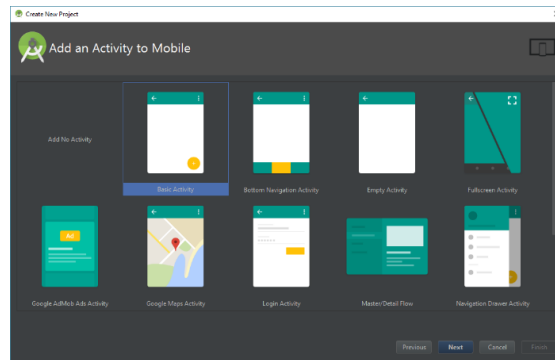 Create New Project
Add an Activity to Mobile
Add No Activity
Basic Activity
Bottom Navigation Activity
Empty Activity
Fullscreen Activity
Ad
Google AdMob Ads Activity
Google Maps Activity
Login Activity
Master/Detail Flow
Navigation Drawer Activity
Previous
Next
Cancel
Finish